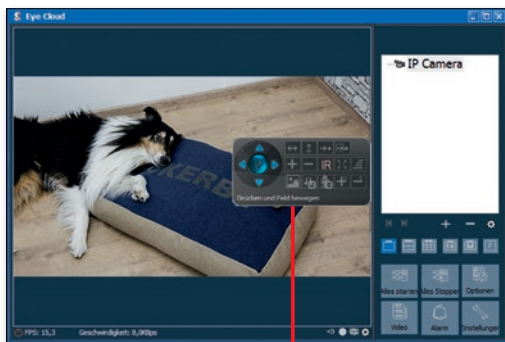 Eye Cloud
IP Camera
IR
Drücken und Feld bewegen
Alles starten
Alles Stoppen
Optionen
Video
Alarm
Einstellungen
FPS: 15,3
Geschwindigkeit: 8,0KBps